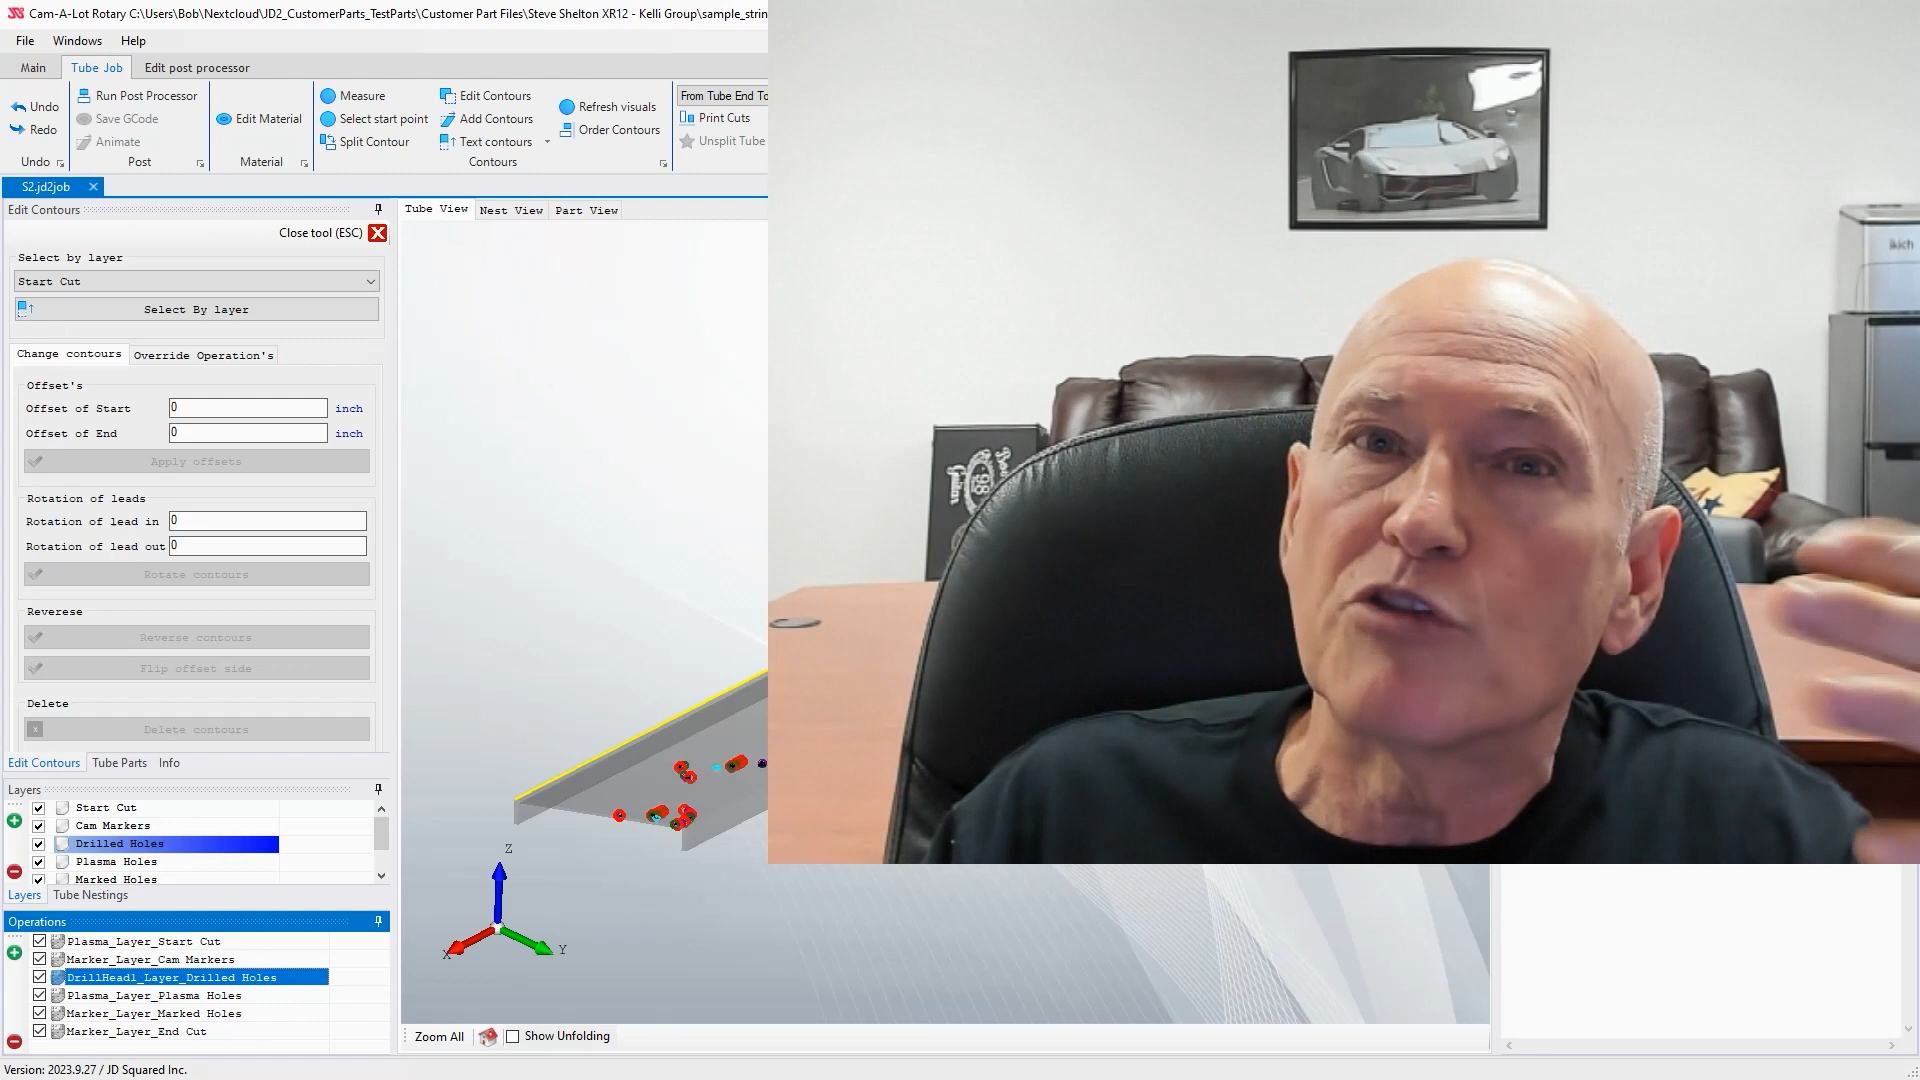 Cam-A-Lot Rotary C:\Users\Bob\Nextcloud\JD2_CustomerParts_TestParts\Customer Part Files\Steve Shelton XR12 - Kelli Group\sample_strin
File Windows Help
Main Tube Job Edit post processor
Undo
Redo
Undo
Run Post Processor
Save GCode
Animate
Post
Edit Material
Material
Measure
Select start point
Split Contour
Edit Contours
Add Contours
Text contours
Refresh visuals
Order Contours
Contours
From Tube End To
Print Cuts
Unsplit Tube
S2.jd2job
Edit Contours
Close tool (ESC)
Select by layer
Start Cut
Select By layer
Change contours Override Operation's
Offset's
Offset of Start 0 inch
Offset of End 0 inch
Apply offsets
Rotation of leads
Rotation of lead in 0
Rotation of lead out 0
Rotate contours
Reverese
Reverse contours
Flip offset side
Delete
Delete contours
Edit Contours Tube Parts Info
Layers
Start Cut
Cam Markers
Drilled Holes
Plasma Holes
Marked Holes
Layers Tube Nestings
Operations
Plasma_Layer_Start Cut
Marker_Layer_Cam Markers
DrillHead1_Layer_Drilled Holes
Plasma_Layer_Plasma Holes
Marker_Layer_Marked Holes
Marker_Layer_End Cut
Tube View Nest View Part View
Z
X
Y
Zoom All Show Unfolding
Version: 2023.9.27 / JD Squared Inc.
98
Guitar